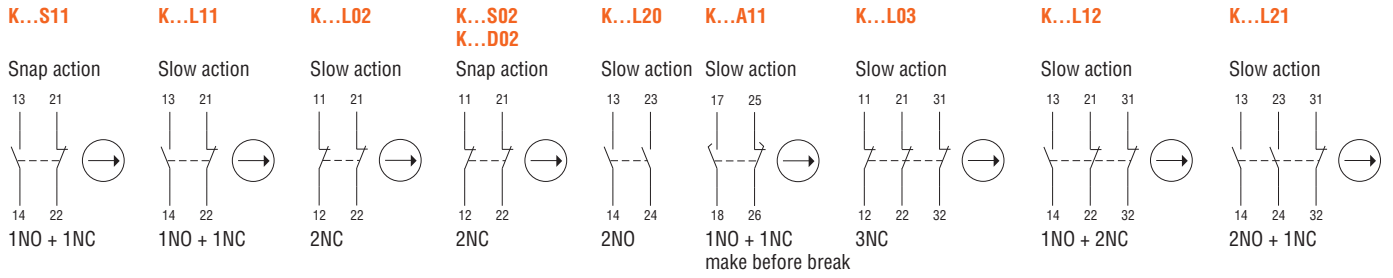 K...S11 K...L11 K...L02 K...S02 K...L20 K...A11 K...L03 K...L12 K...L21
K...D02
Snap action Slow action Slow action Snap action Slow action Slow action Slow action Slow action Slow action
13 21 13 21 11 21 11 21 13 23 17 25 11 21 31 13 21 31 13 23 31
14 22 14 22 12 22 12 22 14 24 18 26 12 22 32 14 22 32 14 24 32
1NO + 1NC 1NO + 1NC 2NC 2NC 2NO 1NO + 1NC 3NC 1NO + 2NC 2NO + 1NC
make before break